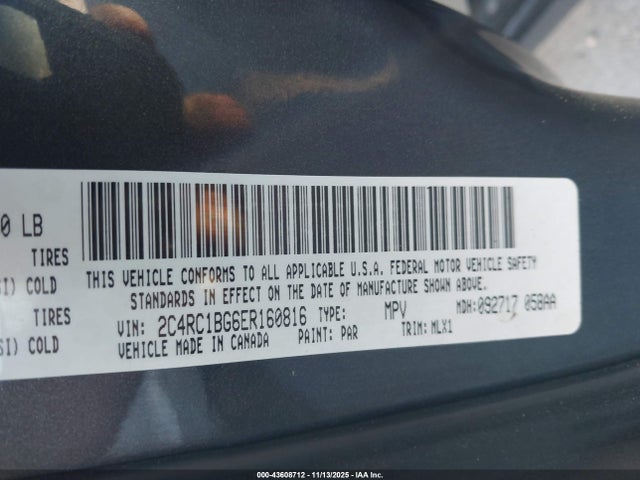 0 LB
TIRES
SI) COLD
TIRES
SI) COLD
THIS VEHICLE CONFORMS TO ALL APPLICABLE U.S.A. FEDERAL MOTOR VEHICLE SAFETY
STANDARDS IN EFFECT ON THE DATE OF MANUFACTURE SHOWN ABOVE.
VIN: 2C4RC1BG6ER160816 TYPE: MPV MDH:092717 058AA
VEHICLE MADE IN CANADA PAINT: PAR TRIM: MLX1
000-43608712 - 11/13/2025 - IAA Inc.